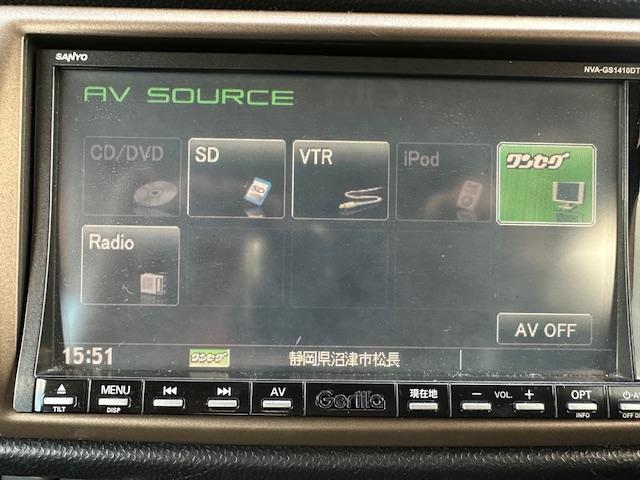 SANYO
NVA-GS1410DT
AV SOURCE
CD/DVD
SD
VTR
iPod
ワンセグ
Radio
AV OFF
15:51
ワンセグ
静岡県沼津市松長
TILT
MENU
DISP
AV
Gorilla
現在地
− VOL. +
OPT
INFO